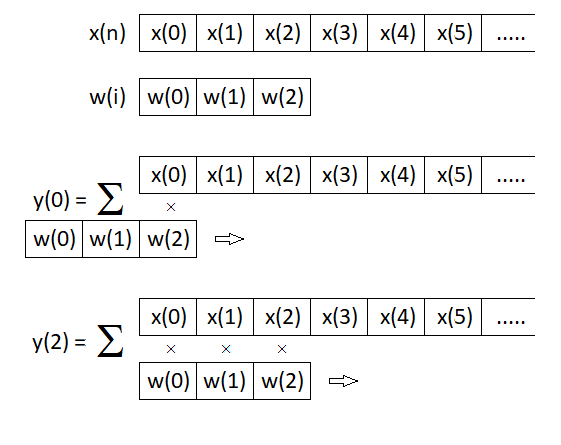 x(n) x(0) x(1) x(2) x(3) x(4) x(5) .....
w(i) w(0) w(1) w(2)
x(0) x(1) x(2) x(3) x(4) x(5) .....
y(0) = ∑ ×
w(0) w(1) w(2) ⇨
x(0) x(1) x(2) x(3) x(4) x(5) .....
y(2) = ∑ × × ×
w(0) w(1) w(2) ⇨